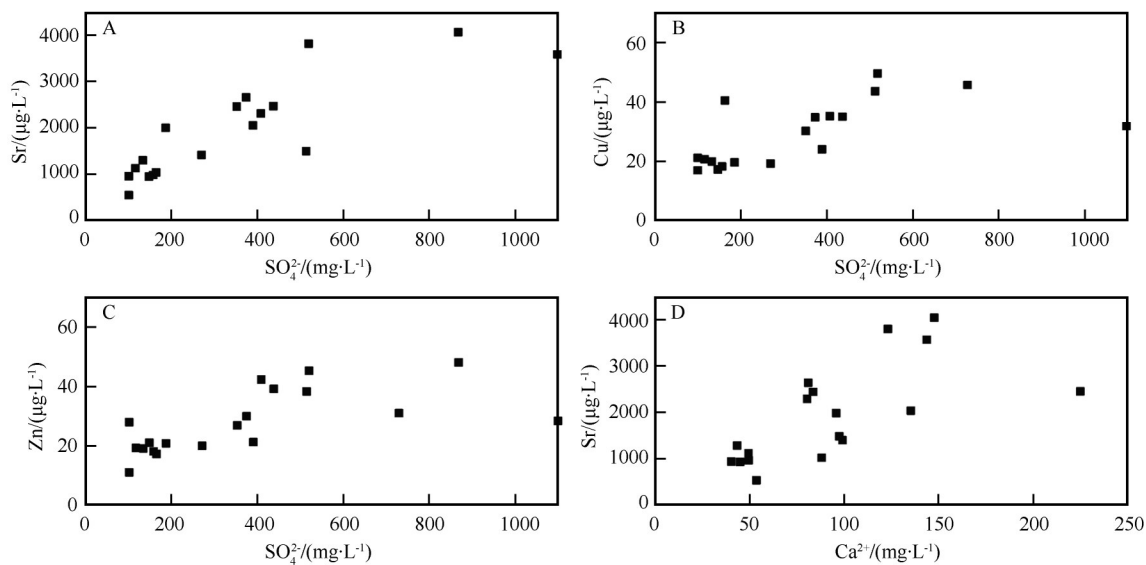 A
Sr/(μg·L⁻¹)
4000
3000
2000
1000
0
0 200 400 600 800 1000
SO₄²⁻/(mg·L⁻¹)
B
Cu/(μg·L⁻¹)
60
40
20
0
0 200 400 600 800 1000
SO₄²⁻/(mg·L⁻¹)
C
Zn/(μg·L⁻¹)
60
40
20
0
0 200 400 600 800 1000
SO₄²⁻/(mg·L⁻¹)
D
Sr/(μg·L⁻¹)
4000
3000
2000
1000
0
0 50 100 150 200 250
Ca²⁺/(mg·L⁻¹)